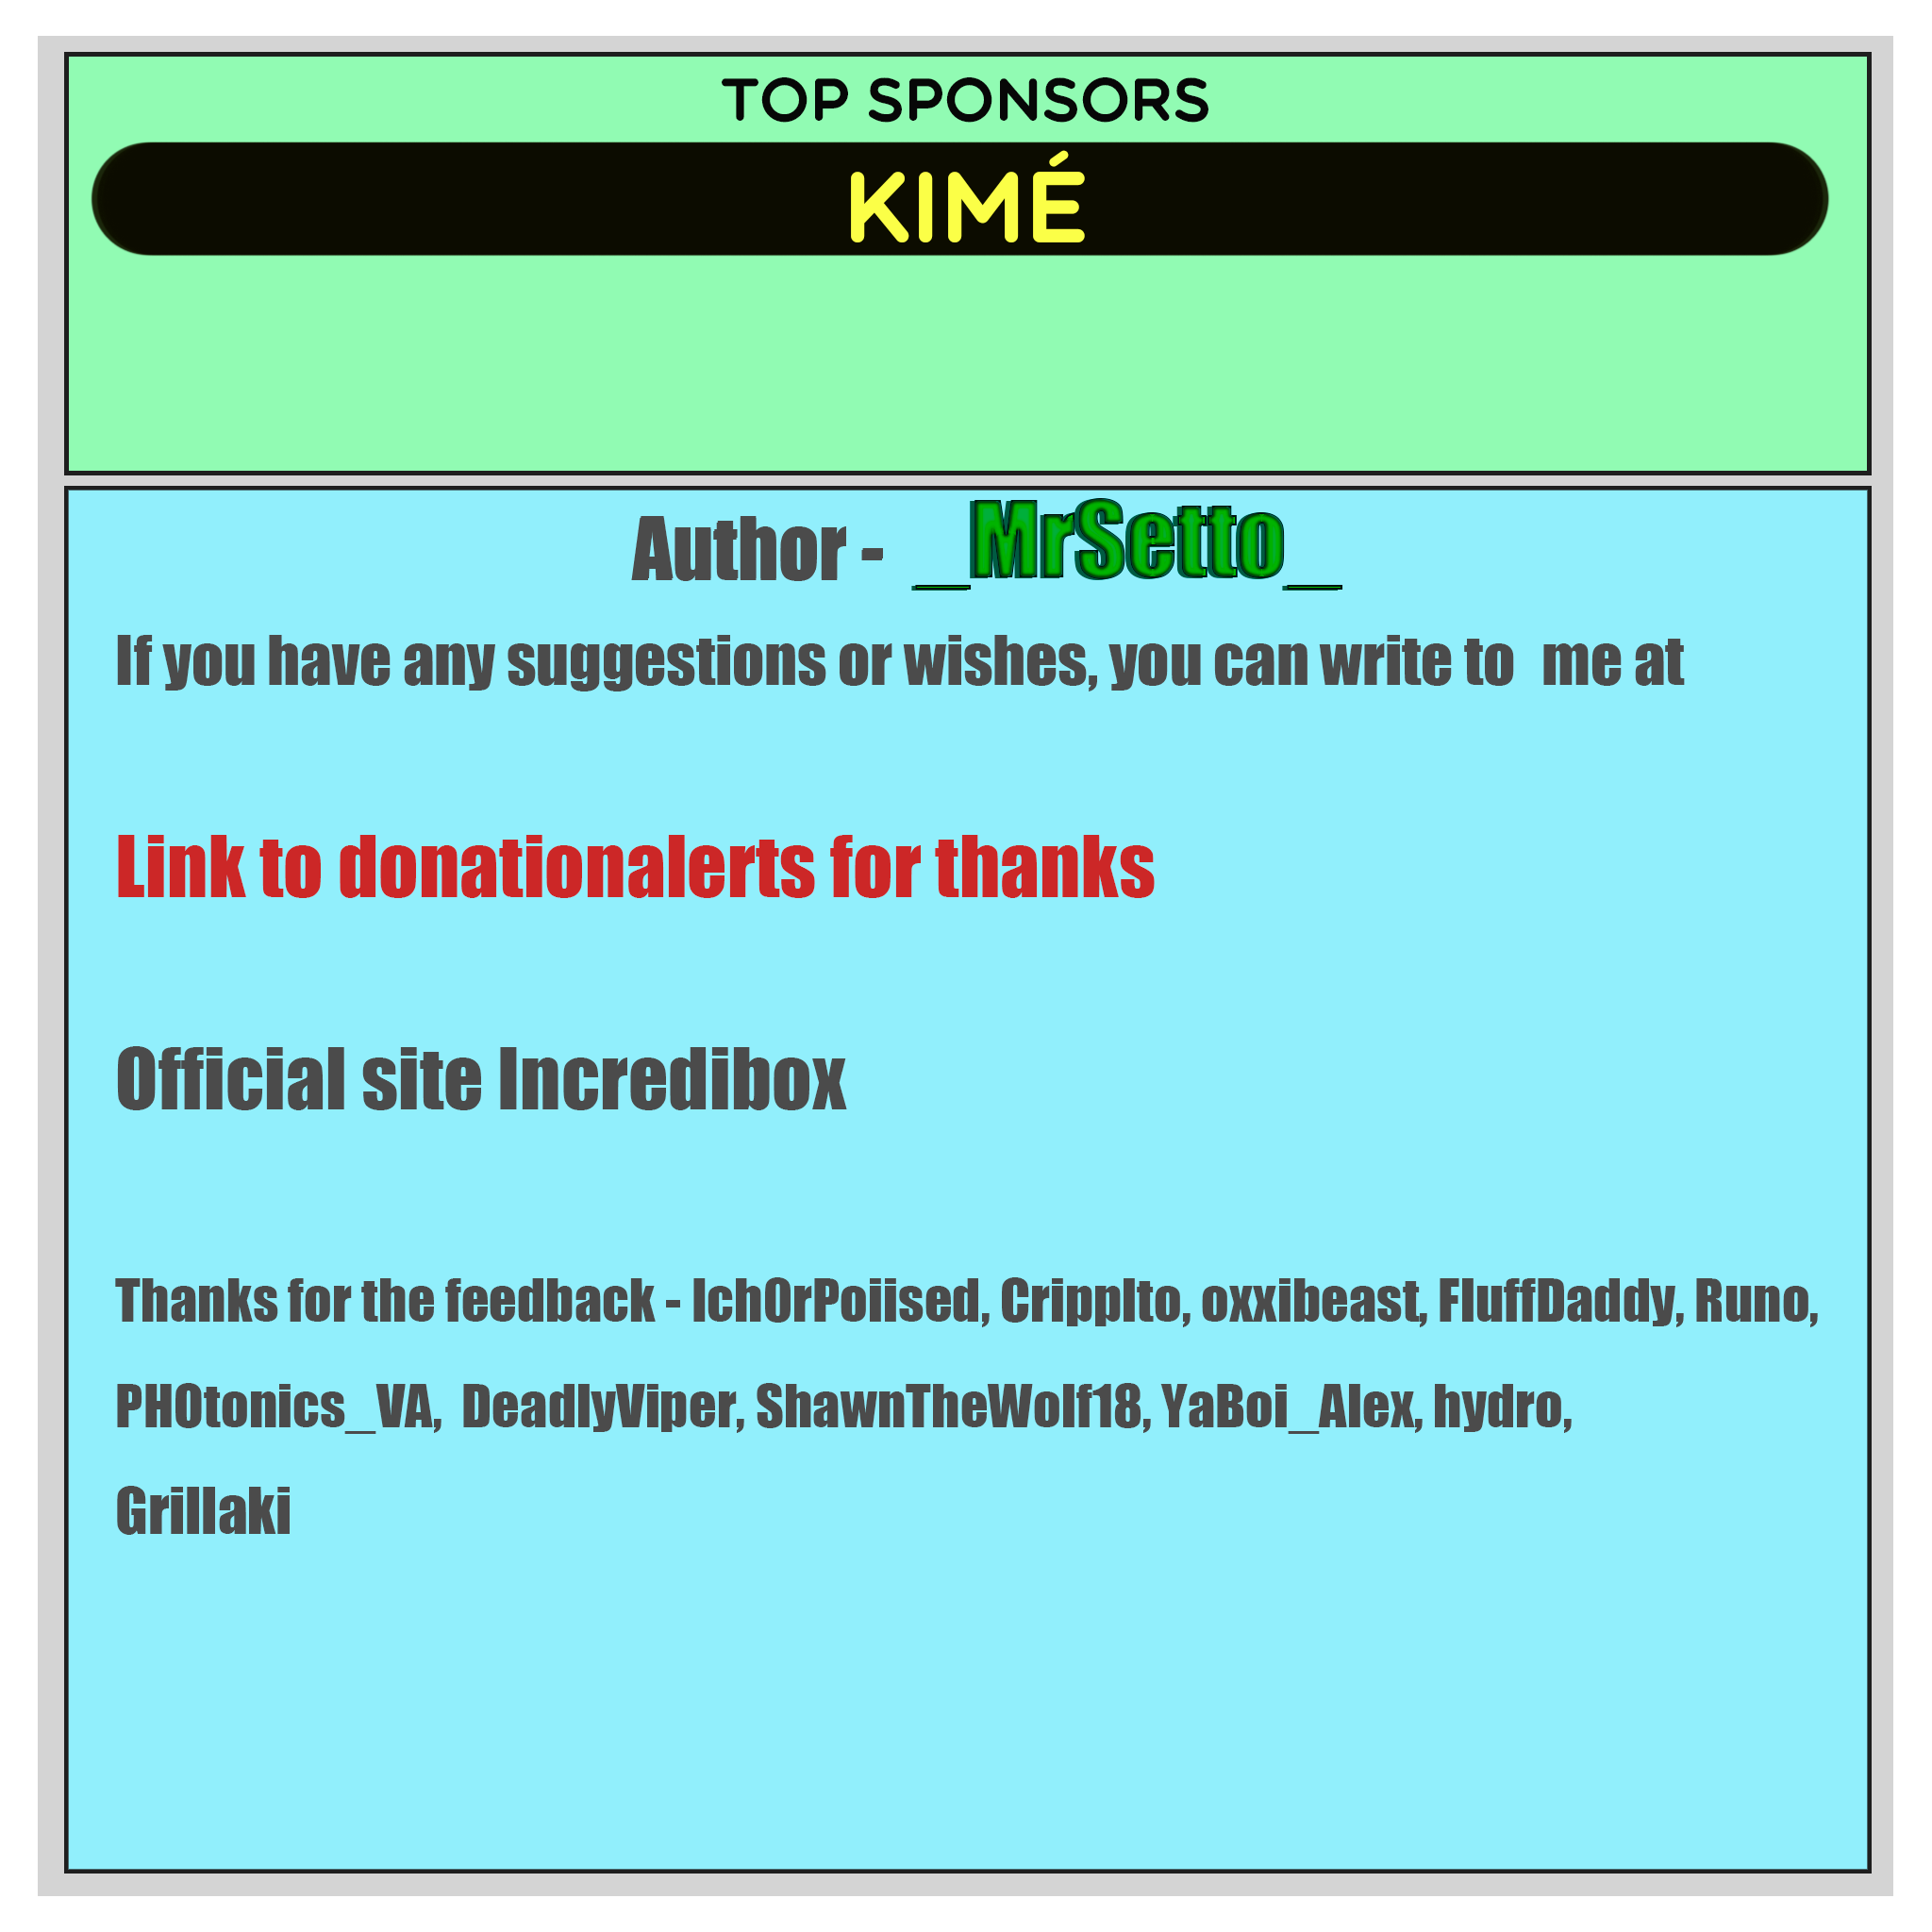 TOP SPONSORS
KIMÉ
Author - _MrSetto_
If you have any suggestions or wishes, you can write to  me at
Link to donationalerts for thanks
Official site Incredibox
Thanks for the feedback - IchOrPoiised, Cripplto, oxxibeast, FluffDaddy, Runo,
PHOtonics_VA,  DeadlyViper, ShawnTheWolf18, YaBoi_Alex, hydro,
Grillaki